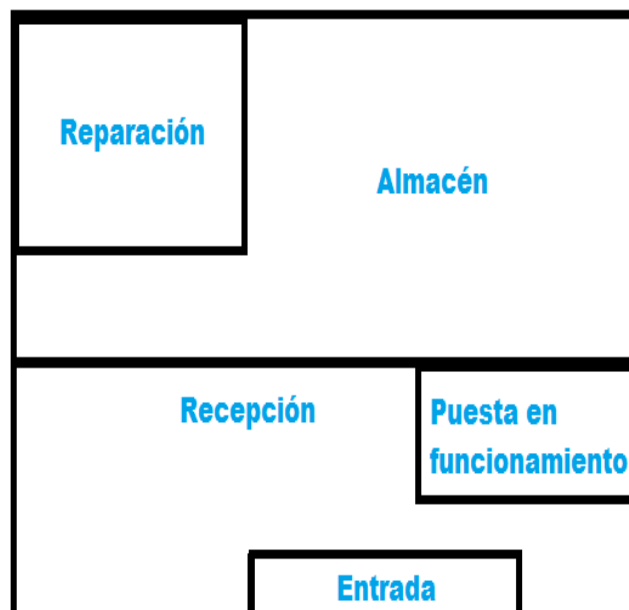 Reparación
Almacén
Recepción
Puesta en
funcionamiento
Entrada